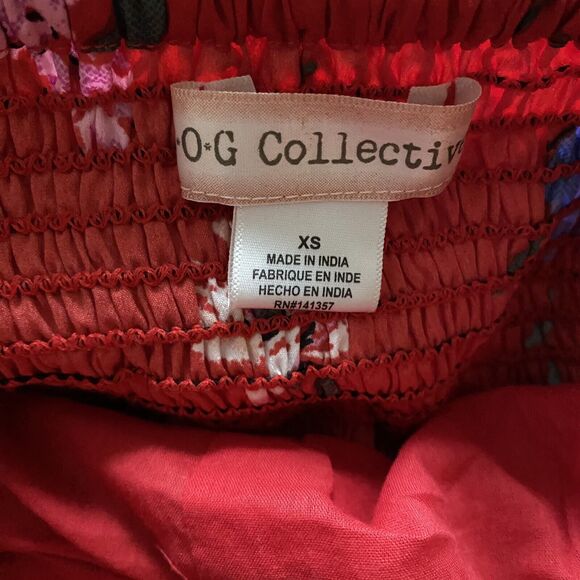 ·O*G Collective
XS
MADE IN INDIA
FABRIQUE EN INDE
HECHO EN INDIA
RN#141357